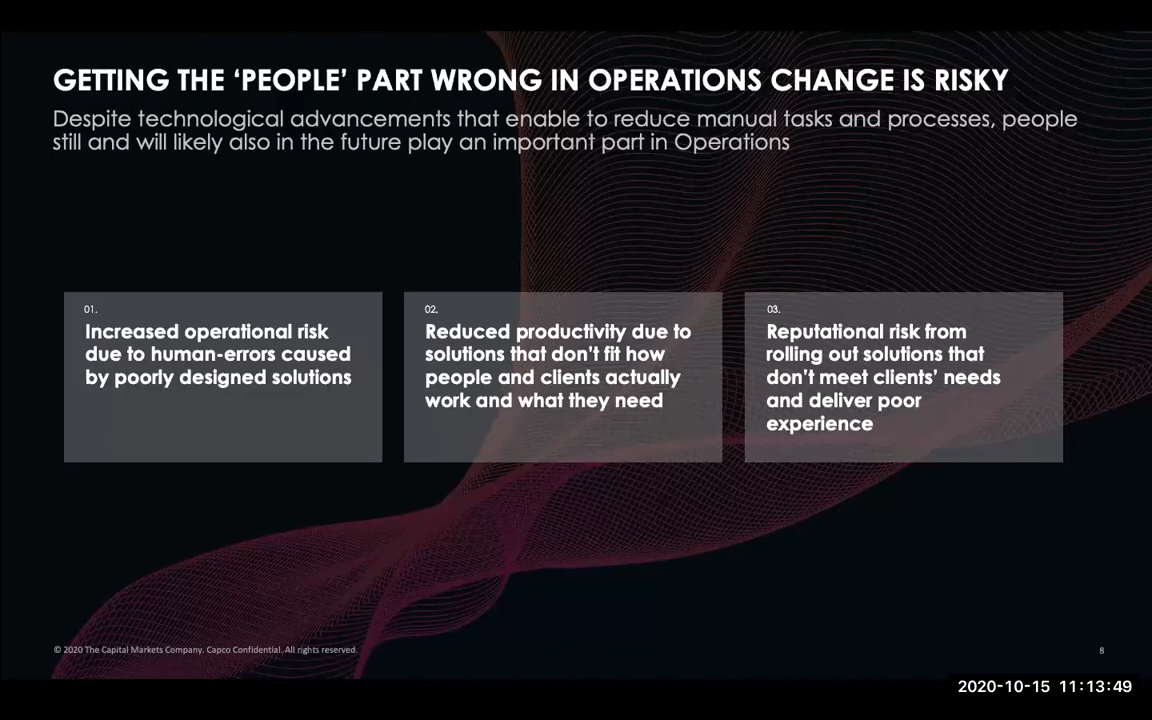 GETTING THE ‘PEOPLE’ PART WRONG IN OPERATIONS CHANGE IS RISKY
Despite technological advancements that enable to reduce manual tasks and processes, people
still and will likely also in the future play an important part in Operations
01.
Increased operational risk
due to human-errors caused
by poorly designed solutions
02.
Reduced productivity due to
solutions that don’t fit how
people and clients actually
work and what they need
03.
Reputational risk from
rolling out solutions that
don’t meet clients’ needs
and deliver poor
experience
© 2020 The Capital Markets Company. Capco Confidential. All rights reserved.
8
2020-10-15 11:13:49